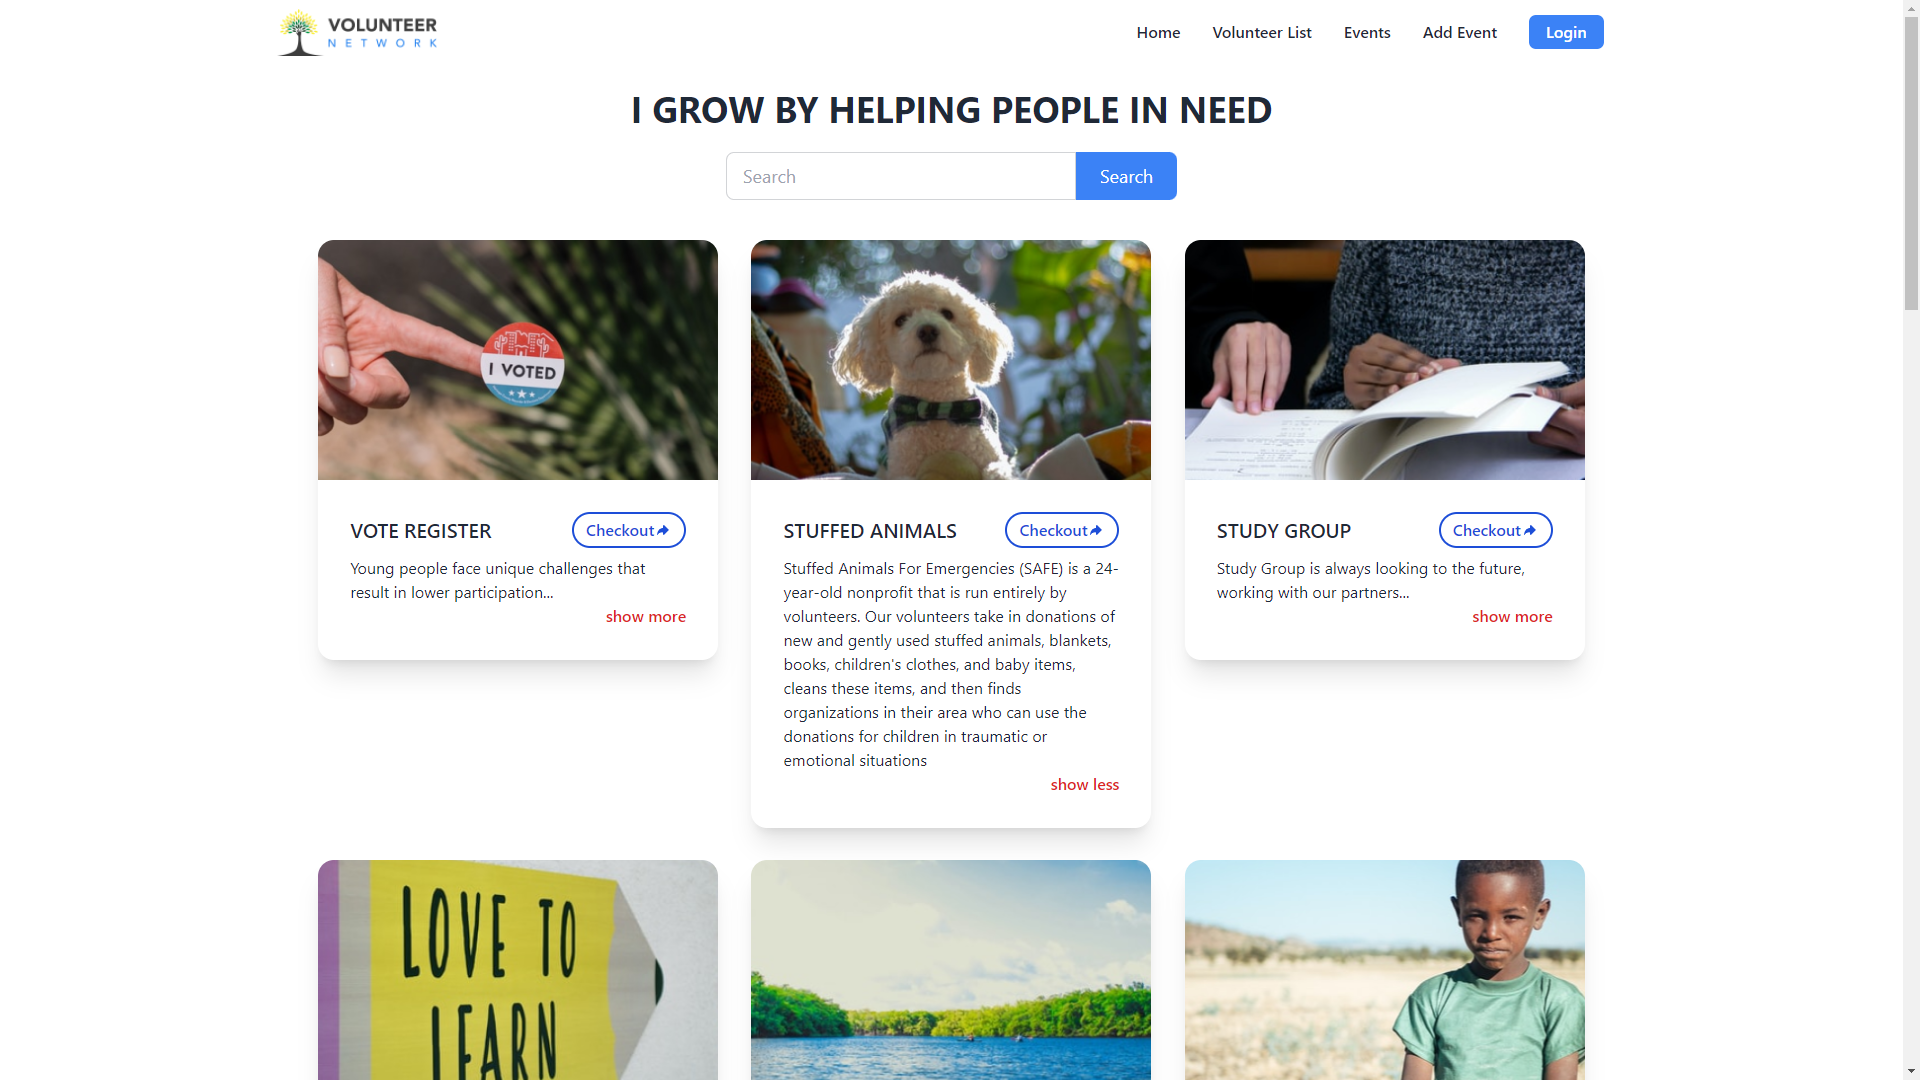 VOLUNTEER
NETWORK
Home
Volunteer List
Events
Add Event
Login
I GROW BY HELPING PEOPLE IN NEED
Search
Search
I VOTED
VOTE REGISTER
Checkout
Young people face unique challenges that
result in lower participation...
show more
STUFFED ANIMALS
Checkout
Stuffed Animals For Emergencies (SAFE) is a 24-
year-old nonprofit that is run entirely by
volunteers. Our volunteers take in donations of
new and gently used stuffed animals, blankets,
books, children's clothes, and baby items,
cleans these items, and then finds
organizations in their area who can use the
donations for children in traumatic or
emotional situations
show less
STUDY GROUP
Checkout
Study Group is always looking to the future,
working with our partners...
show more
LOVE TO
LEARN